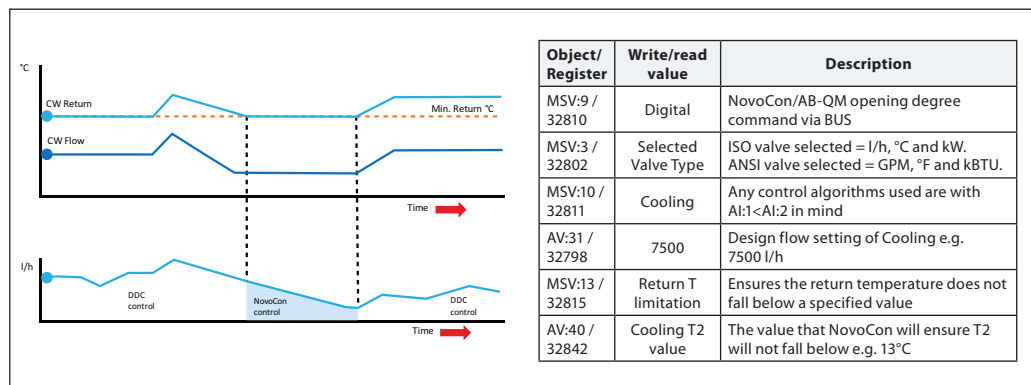 °C
CW Return
Min. Return °C
CW Flow
Time
l/h
DDC
control
NovoCon
control
DDC
control
Time
Object/
Register
Write/read
value
Description
MSV:9 /
32810
Digital
NovoCon/AB-QM opening degree
command via BUS
MSV:3 /
32802
Selected
Valve Type
ISO valve selected = l/h, °C and kW.
ANSI valve selected = GPM, °F and kBTU.
MSV:10 /
32811
Cooling
Any control algorithms used are with
AI:1<AI:2 in mind
AV:31 /
32798
7500
Design flow setting of Cooling e.g.
7500 l/h
MSV:13 /
32815
Return T
limitation
Ensures the return temperature does not
fall below a specified value
AV:40 /
32842
Cooling T2
value
The value that NovoCon will ensure T2
will not fall below e.g. 13°C